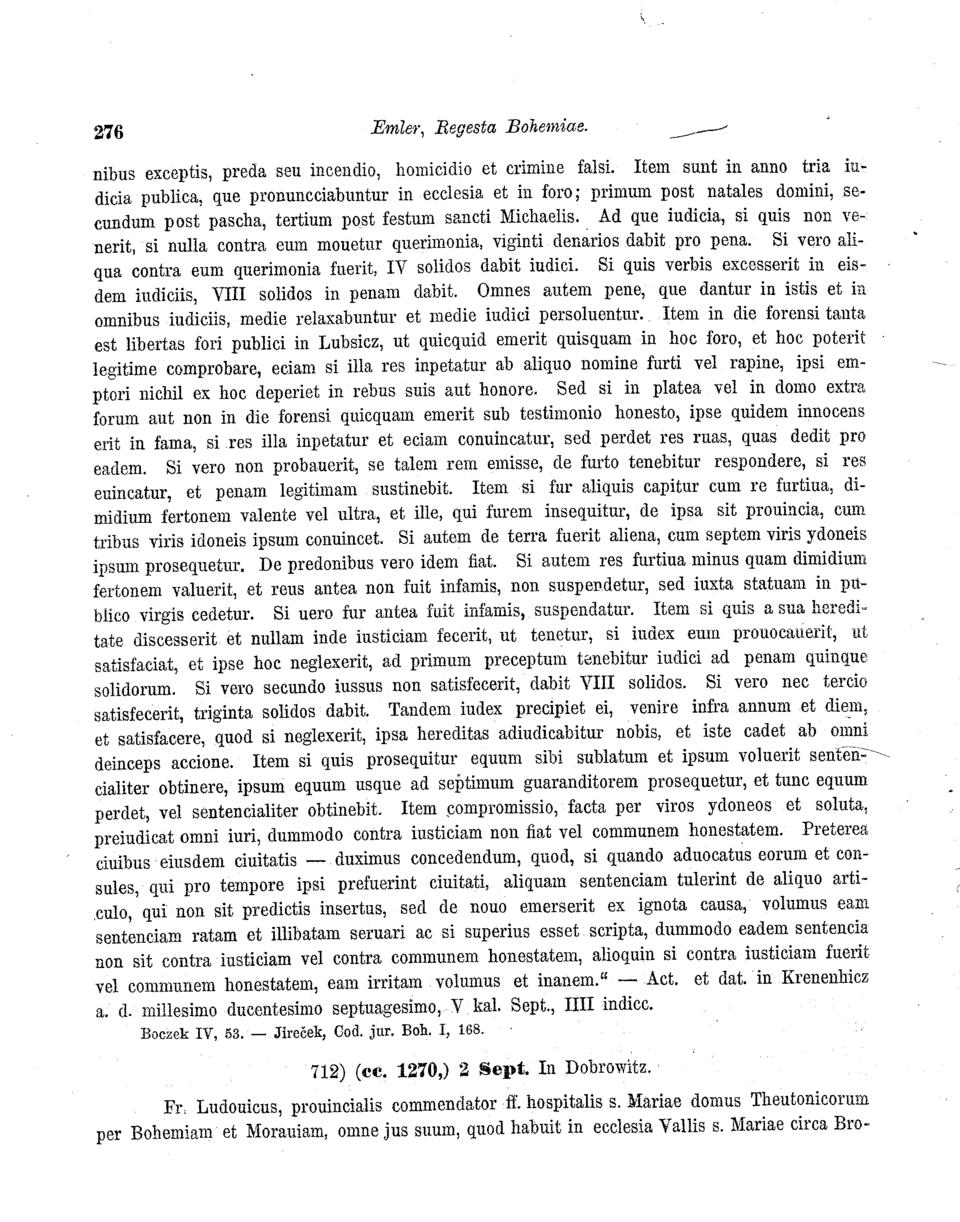 276
Emler, Regesta Bohemiae.
nibus exceptis, preda seu incendio, homicidio et crimine falsi. Item sunt in anno tria iu-
dicia publica, que pronuncciabuntur in ecclesia et in foro; primum post natales domini, se-
cundum post pascha, tertium post festum sancti Michaelis. Ad que iudicia, si quis non ve-
nerit, si nulla contra eum mouetur querimonia, viginti denarios dabit pro pena. Si vero ali-
qua contra eum querimonia fuerit, IV solidos dabit iudici. Si quis verbis excesserit in eis-
dem iudiciis, VIII solidos in penam dabit. Omnes autem pene, que dantur in istis et in
omnibus iudiciis, medie relaxabuntur et medie iudici persoluentur. Item in die forensi tanta
est libertas fori publici in Lubsicz, ut quicquid emerit quisquam in hoc foro, et hoc poterit
legitime comprobare, eciam si illa res inpetatur ab aliquo nomine furti vel rapine, ipsi em-
ptori nichil ex hoc deperiet in rebus suis aut honore. Sed si in platea vel in domo extra
forum aut non in die forensi quicquam emerit sub testimonio honesto, ipse quidem innocens
erit in fama, si res illa inpetatur et eciam conuincatur, sed perdet res ruas, quas dedit pro
eadem. Si vero non probauerit, se talem rem emisse, de furto tenebitur respondere, si res
euincatur, et penam legitimam sustinebit. Item si fur aliquis capitur cum re furtiua, di-
midium fertonem valente vel ultra, et ille, qui furem insequitur, de ipsa sit prouincia, cum
tribus viris idoneis ipsum conuincet. Si autem de terra fuerit aliena, cum septem viris ydoneis
ipsum prosequetur. De predonibus vero idem fiat. Si autem res furtiua minus quam dimidium
fertonem valuerit, et reus antea non fuit infamis, non suspendetur, sed iuxta statuam in pu-
blico virgis cedetur. Si uero fur antea fuit infamis, suspendatur. Item si quis a sua heredi-
tate discesserit et nullam inde iusticiam fecerit, ut tenetur, si iudex eum prouocauerit, ut
satisfaciat, et ipse hoc neglexerit, ad primum preceptum tenebitur iudici ad penam quinque
solidorum. Si vero secundo iussus non satisfecerit, dabit VIII solidos. Si vero nec tercio
satisfecerit, triginta solidos dabit. Tandem iudex precipiet ei, venire infra annum et diem,
et satisfacere, quod si neglexerit, ipsa hereditas adiudicabitur nobis, et iste cadet ab omni
deinceps accione. Item si quis prosequitur equum sibi sublatum et ipsum voluerit senten-
cialiter obtinere, ipsum equum usque ad septimum guaranditorem prosequetur, et tunc equum
perdet, vel sentencialiter obtinebit. Item compromissio, facta per viros ydoneos et soluta,
preiudicat omni iuri, dummodo contra iusticiam non fiat vel communem honestatem. Preterea
ciuibus eiusdem ciuitatis — duximus concedendum, quod, si quando aduocatus eorum et con-
sules, qui pro tempore ipsi prefuerint ciuitati, aliquam sentenciam tulerint de aliquo arti-
culo, qui non sit predictis insertus, sed de nouo emerserit ex ignota causa, volumus eam
sentenciam ratam et illibatam seruari ac si superius esset scripta, dummodo eadem sentencia
non sit contra iusticiam vel contra communem honestatem, alioquin si contra iusticiam fuerit
vel communem honestatem, eam irritam volumus et inanem.“ — Act. et dat. in Krenenhicz
a. d. millesimo ducentesimo septuagesimo, V kal. Sept., IIII indicc.
Boczek IV, 53. — Jireček, Cod. jur. Boh. I, 168.
712) (cc. 1270,) 2 Sept. In Dobrowitz.
Fr. Ludouicus, prouincialis commendator ff. hospitalis s. Mariae domus Theutonicorum
per Bohemiam et Morauiam, omne jus suum, quod habuit in ecclesia Vallis s. Mariae circa Bro-